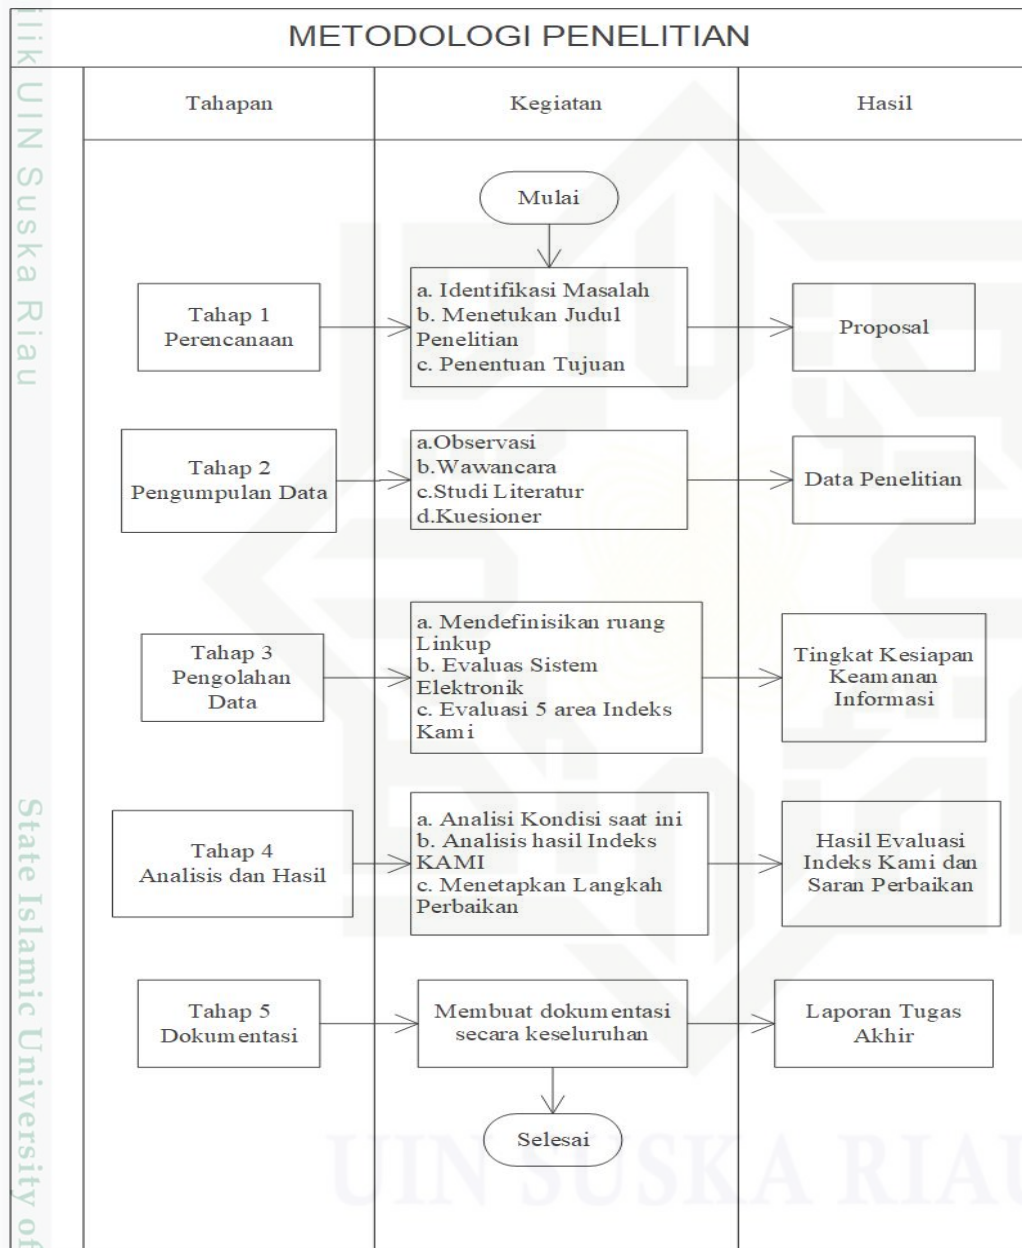 METODOLOGI PENELITIAN
Tahapan
Kegiatan
Hasil
Mulai
Tahap 1
Perencanaan
a. Identifikasi Masalah
b. Menetukan Judul
Penelitian
c. Penentuan Tujuan
Proposal
Tahap 2
Pengumpulan Data
a.Observasi
b.Wawancara
c.Studi Literatur
d.Kuesioner
Data Penelitian
Tahap 3
Pengolahan
Data
a. Mendefinisikan ruang
Linkup
b. Evaluas Sistem
Elektronik
c. Evaluasi 5 area Indeks
Kami
Tingkat Kesiapan
Keamanan
Informasi
Tahap 4
Analisis dan Hasil
a. Analisi Kondisi saat ini
b. Analisis hasil Indeks
KAMI
c. Menetapkan Langkah
Perbaikan
Hasil Evaluasi
Indeks Kami dan
Saran Perbaikan
Tahap 5
Dokumentasi
Membuat dokumentasi
secara keseluruhan
Laporan Tugas
Akhir
Selesai
UIN SUSKA RIAU
ilik UIN Suska Riau
State Islamic University of